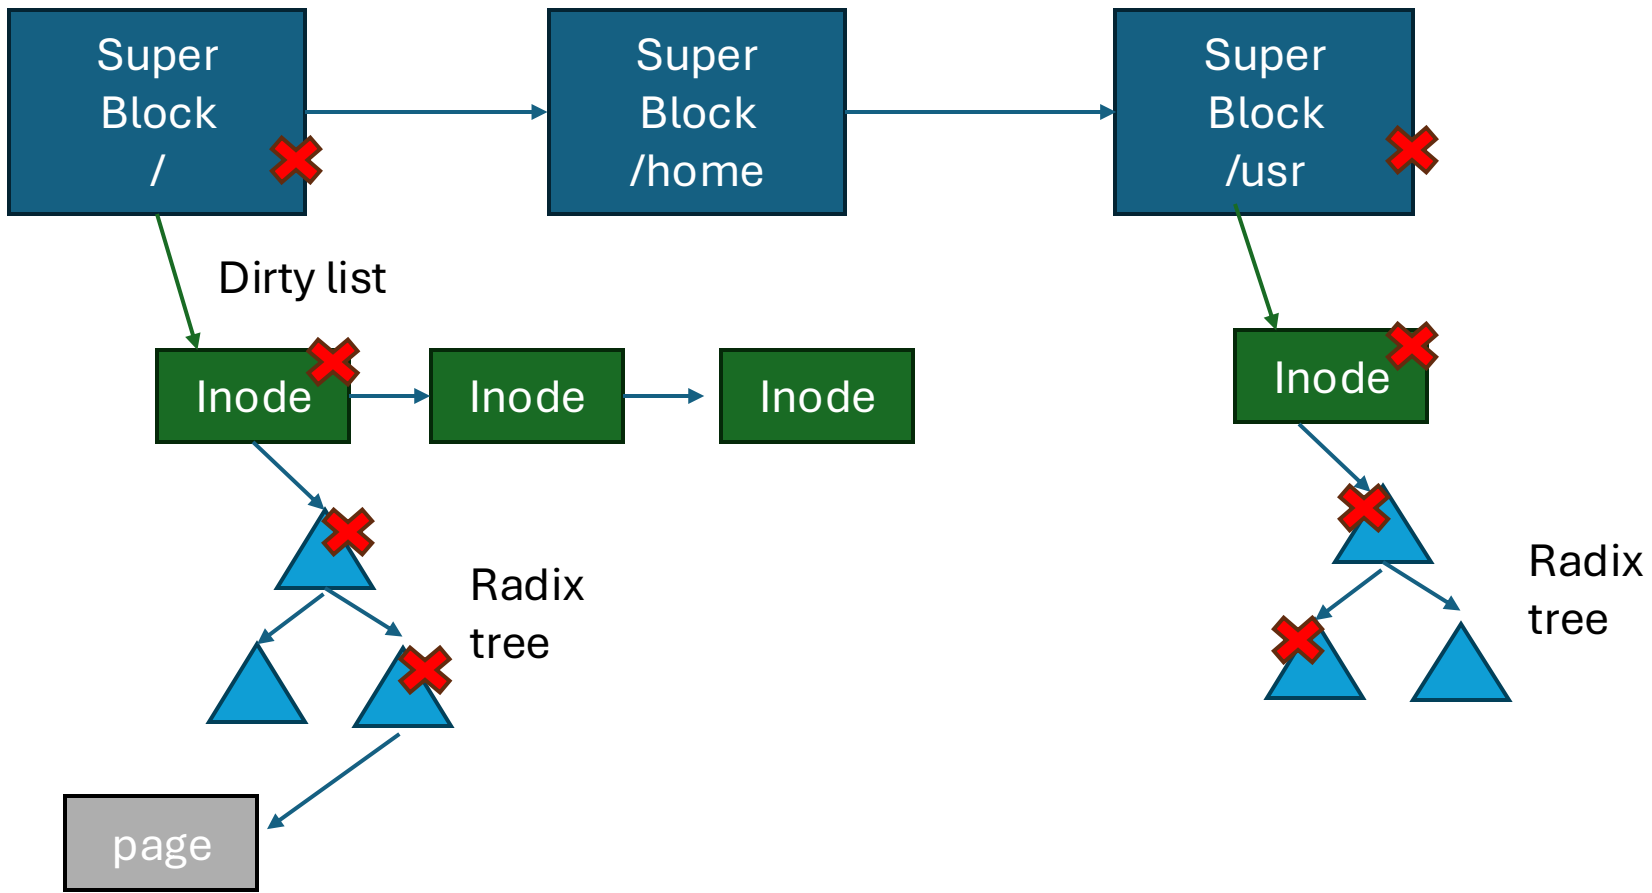 Super
Block
/
Super
Block
/home
Super
Block
/usr
Dirty list
Inode
Inode
Inode
Inode
Radix
tree
Radix
tree
page